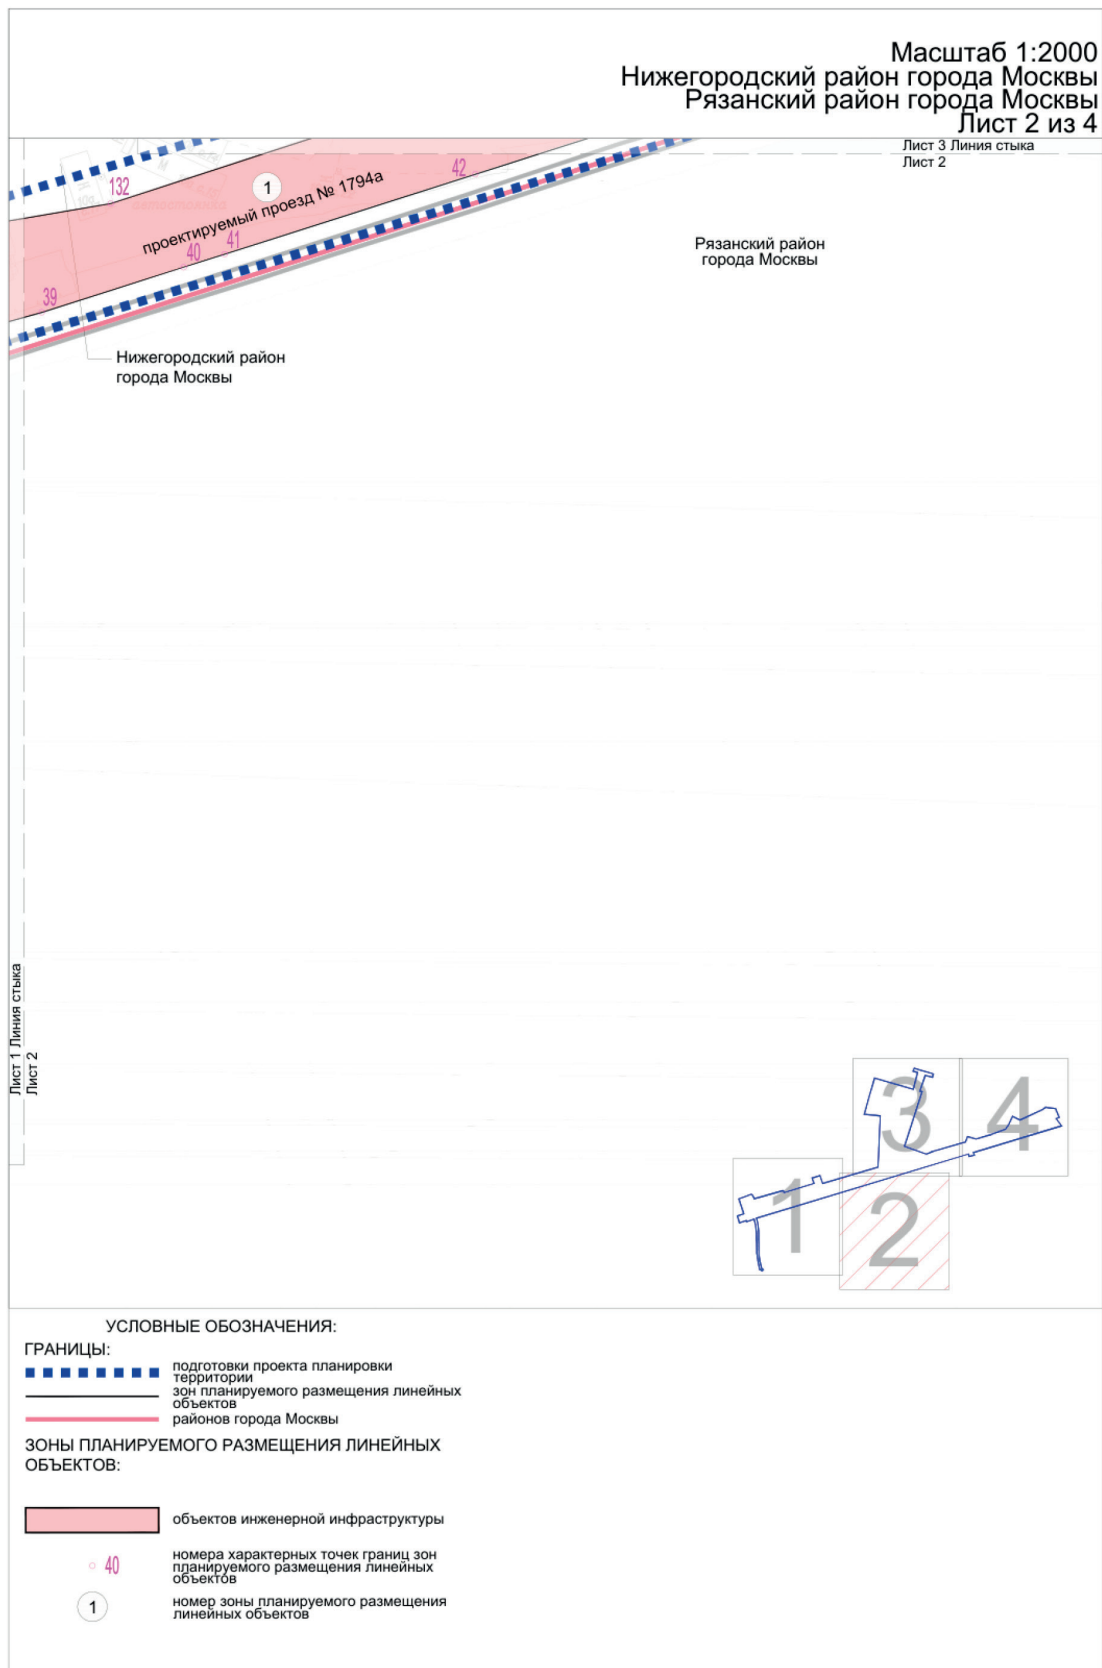 Масштаб 1:2000
Нижегородский район города Москвы
Рязанский район города Москвы
Лист 2 из 4
Лист 3 Линия стыка
Лист 2
132
1
проектируемый проезд № 1794а
42
41
40
39
Рязанский район
города Москвы
Нижегородский район
города Москвы
Лист 1 Линия стыка
Лист 2
3
4
1
2
УСЛОВНЫЕ ОБОЗНАЧЕНИЯ:
ГРАНИЦЫ:
подготовки проекта планировки
территории
зон планируемого размещения линейных
объектов
районов города Москвы
ЗОНЫ ПЛАНИРУЕМОГО РАЗМЕЩЕНИЯ ЛИНЕЙНЫХ
ОБЪЕКТОВ:
объектов инженерной инфраструктуры
40
номера характерных точек границ зон
планируемого размещения линейных
объектов
1
номер зоны планируемого размещения
линейных объектов